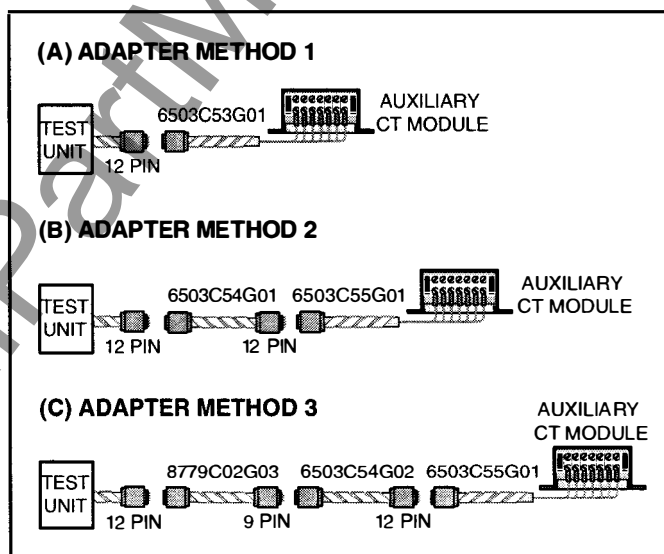 (A) ADAPTER METHOD 1
6503C53G01
AUXILIARY
CT MODULE
TEST
UNIT
12 PIN
(B) ADAPTER METHOD 2
6503C54G01 6503C55G01
AUXILIARY
CT MODULE
TEST
UNIT
12 PIN 12 PIN
(C) ADAPTER METHOD 3
AUXILIARY
CT MODULE
8779C02G03 6503C54G02 6503C55G01
TEST
UNIT
12 PIN 9 PIN 12 PIN